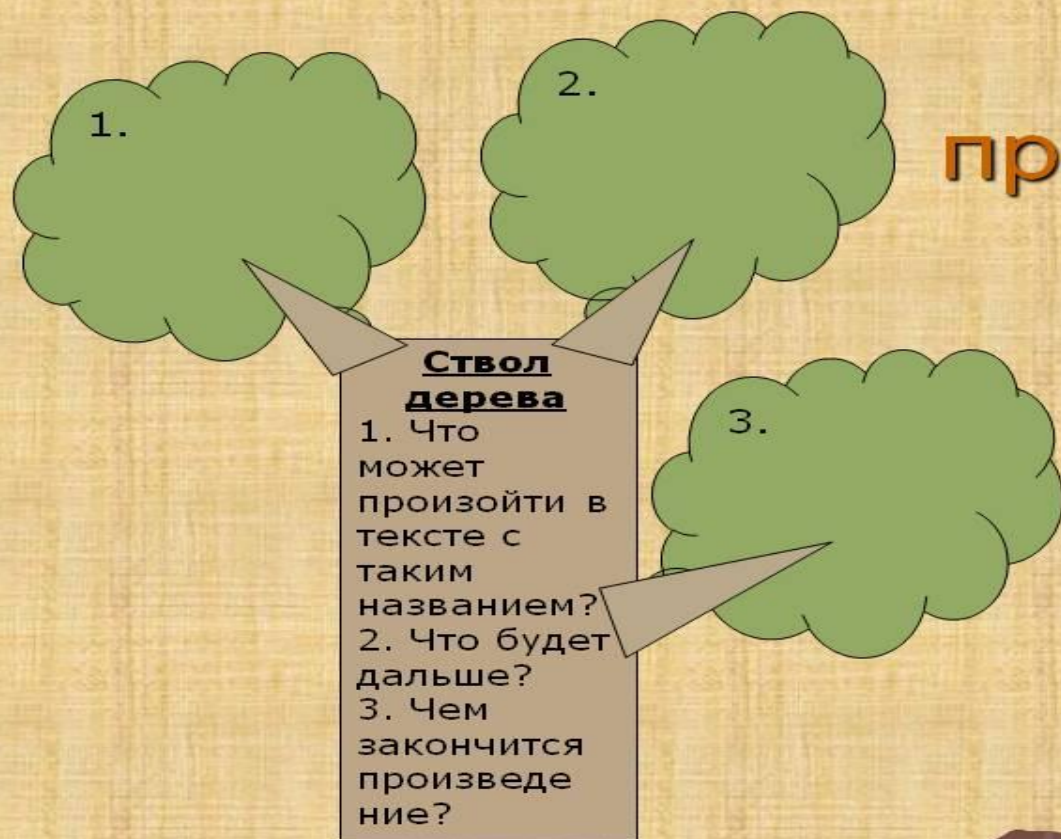 1.
2.
пр
Ствол
дерева
1. Что
может
произойти в
тексте с
таким
названием?
2. Что будет
дальше?
3. Чем
закончится
произведе
ние?
3.